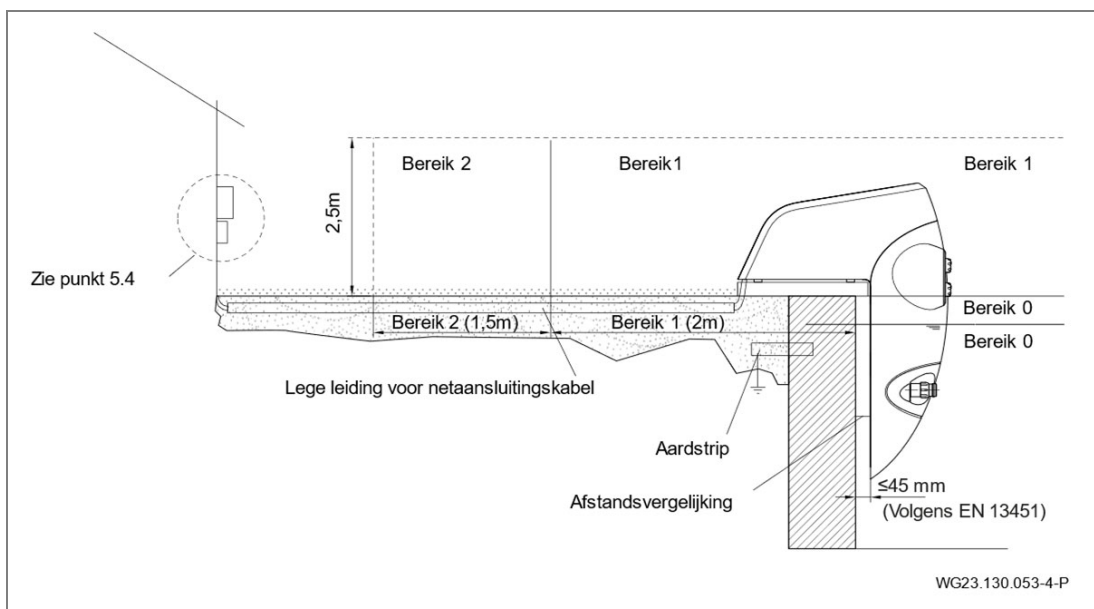 Bereik 2
Bereik1
Bereik 1
2,5m
Zie punkt 5.4
Bereik 0
Bereik 2 (1,5m)
Bereik 1 (2m)
Bereik 0
Lege leiding voor netaansluitingskabel
Aardstrip
Afstandsvergelijking
≤45 mm
(Volgens EN 13451)
WG23.130.053-4-P